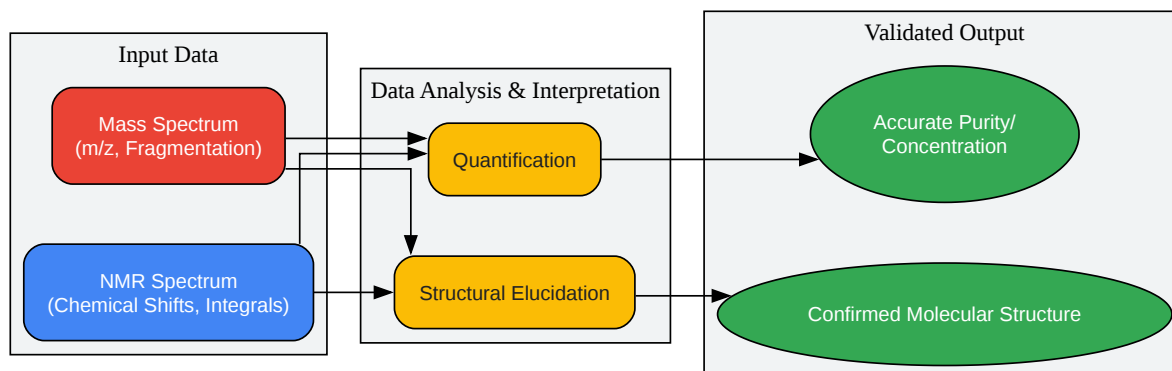 Input Data
Mass Spectrum
(m/z, Fragmentation)
NMR Spectrum
(Chemical Shifts, Integrals)
Data Analysis & Interpretation
Quantification
Structural Elucidation
Validated Output
Accurate Purity/
Concentration
Confirmed Molecular Structure